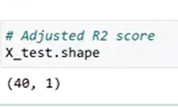 # Adjusted R2 score
X_test.shape
(40, 1)